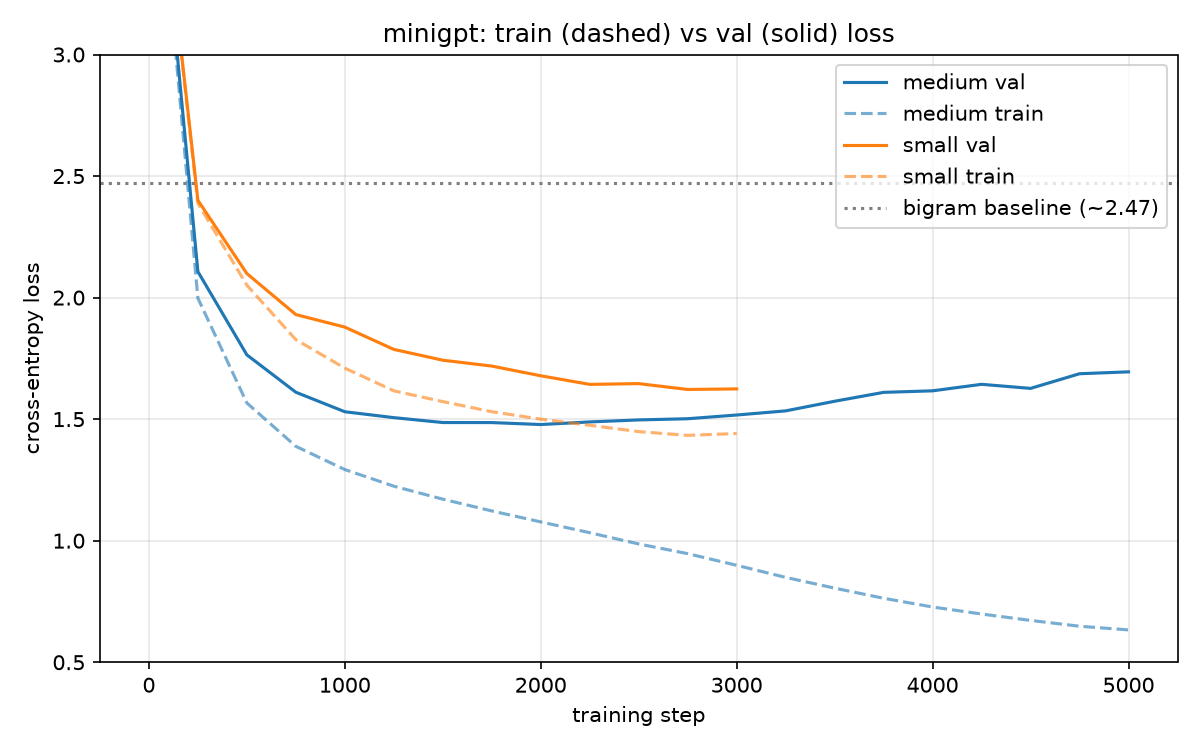 minigpt: train (dashed) vs val (solid) loss
medium val
medium train
small val
small train
bigram baseline (~2.47)
cross-entropy loss
3.0
2.5
2.0
1.5
1.0
0.5
0 1000 2000 3000 4000 5000
training step